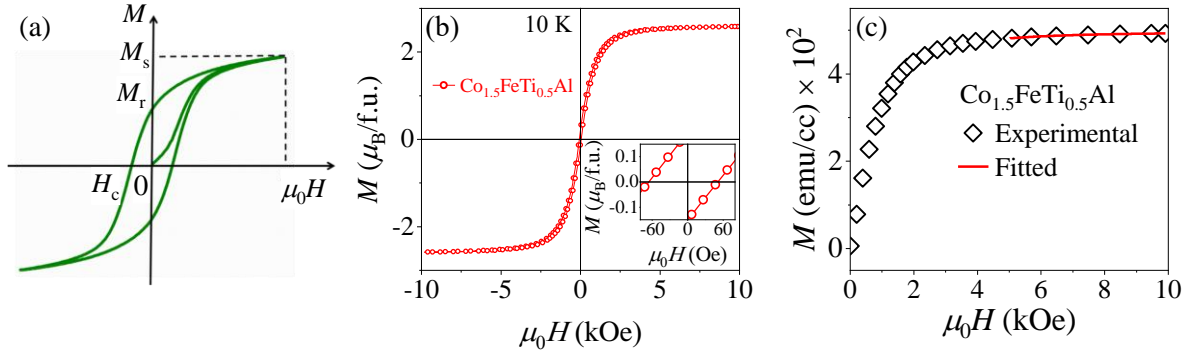 (a)
M
Ms
Mr
Hc
0
μ0H
(b)
10 K
Co1.5FeTi0.5Al
M (μB/f.u.)
2
0
-2
-10
-5
0
5
10
μ0H (kOe)
M (μB/f.u.)
0.1
0.0
-0.1
-60
0
60
μ0H (Oe)
(c)
M (emu/cc) × 10²
4
2
0
Co1.5FeTi0.5Al
Experimental
Fitted
0
2
4
6
8
10
μ0H (kOe)